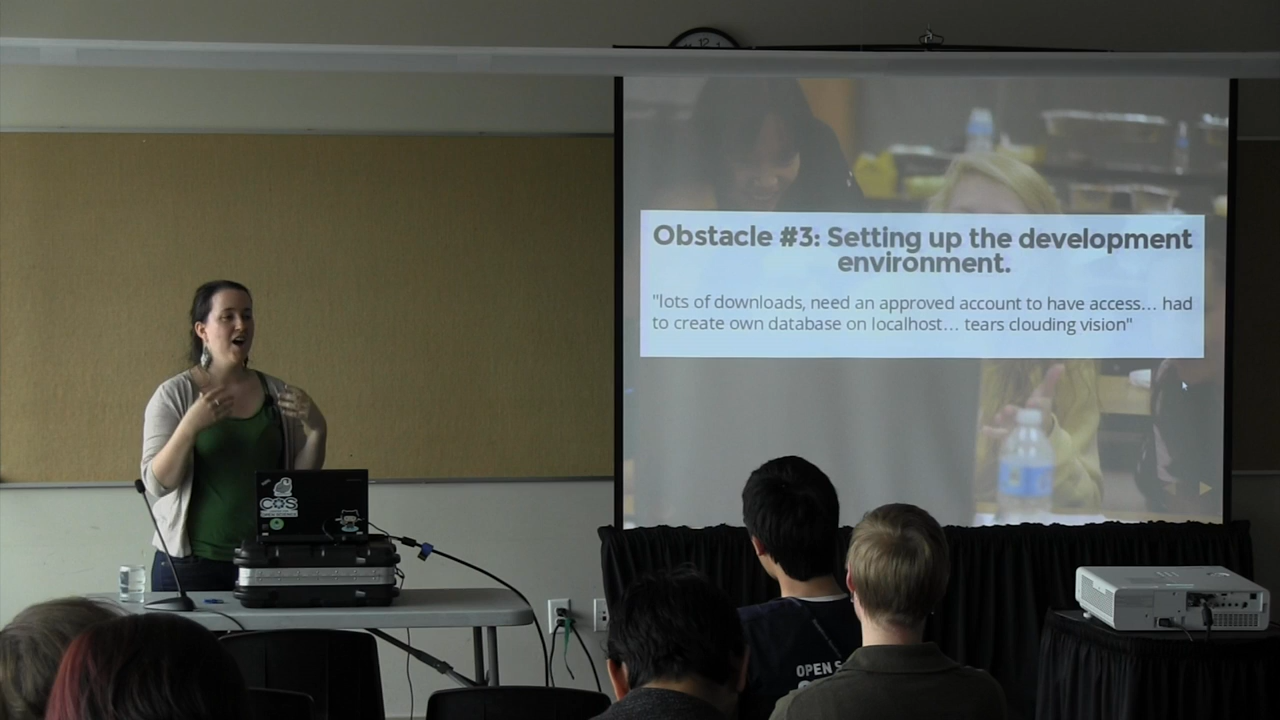 Obstacle #3: Setting up the development
environment.
"lots of downloads, need an approved account to have access... had
to create own database on localhost... tears clouding vision"
COS
OPEN S